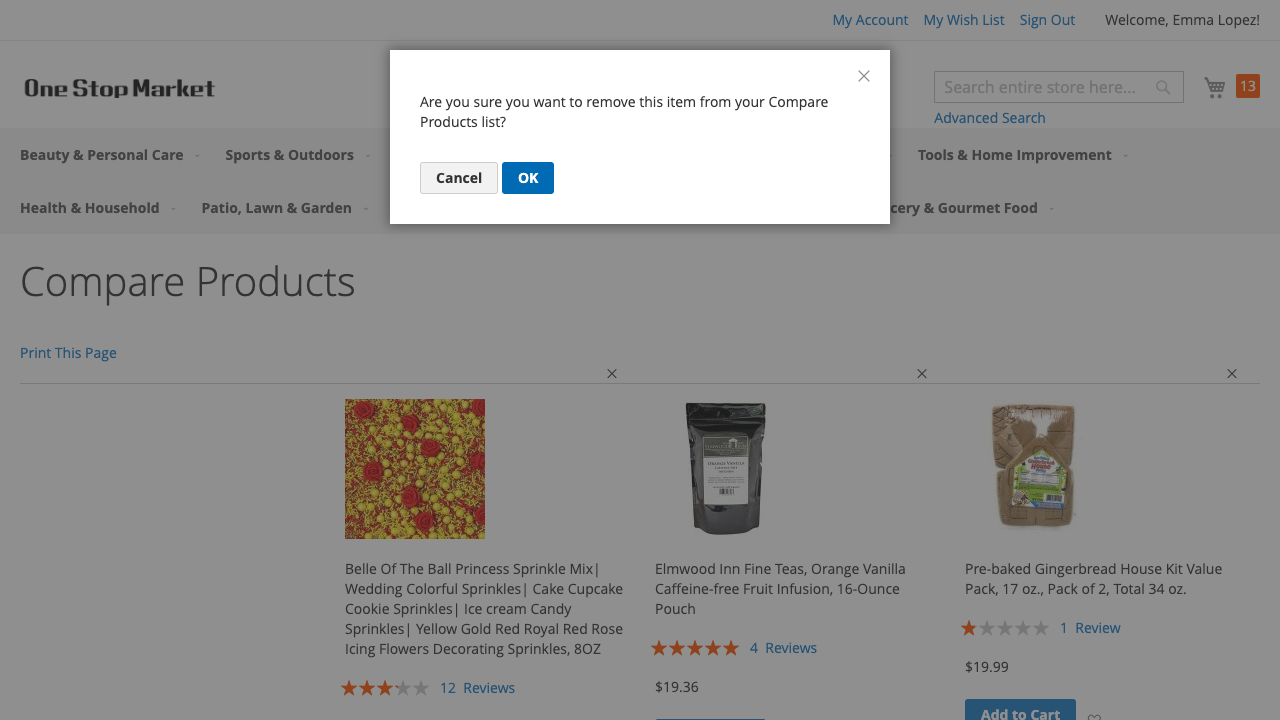 My Account My Wish List Sign Out Welcome, Emma Lopez!
One Stop Market
Search entire store here...
13
Advanced Search
Are you sure you want to remove this item from your Compare
Products list?
Cancel OK
Beauty & Personal Care Sports & Outdoors Tools & Home Improvement
Health & Household Patio, Lawn & Garden & Gourmet Food
Compare Products
Print This Page
Belle Of The Ball Princess Sprinkle Mix|
Wedding Colorful Sprinkles| Cake Cupcake
Cookie Sprinkles| Ice cream Candy
Sprinkles| Yellow Gold Red Royal Red Rose
Icing Flowers Decorating Sprinkles, 8OZ
12 Reviews
Elmwood Inn Fine Teas, Orange Vanilla
Caffeine-free Fruit Infusion, 16-Ounce
Pouch
4 Reviews
$19.36
Pre-baked Gingerbread House Kit Value
Pack, 17 oz., Pack of 2, Total 34 oz.
1 Review
$19.99
Add to Cart